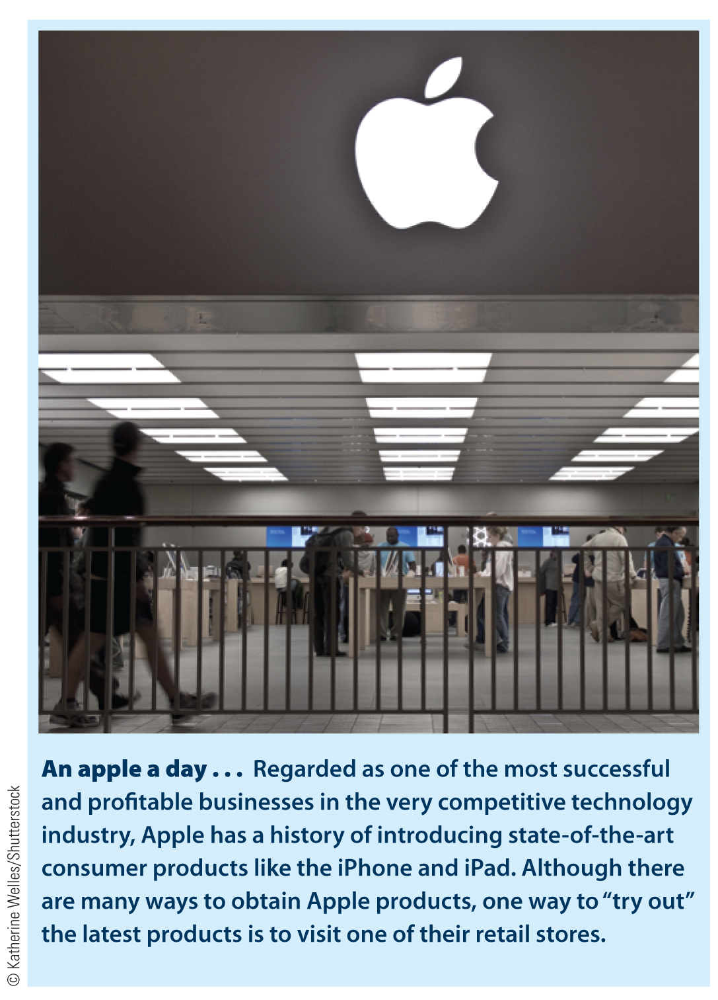 An apple a day . . . Regarded as one of the most successful
and profitable businesses in the very competitive technology
industry, Apple has a history of introducing state-of-the-art
consumer products like the iPhone and iPad. Although there
are many ways to obtain Apple products, one way to “try out”
the latest products is to visit one of their retail stores.
© Katherine Welles/Shutterstock